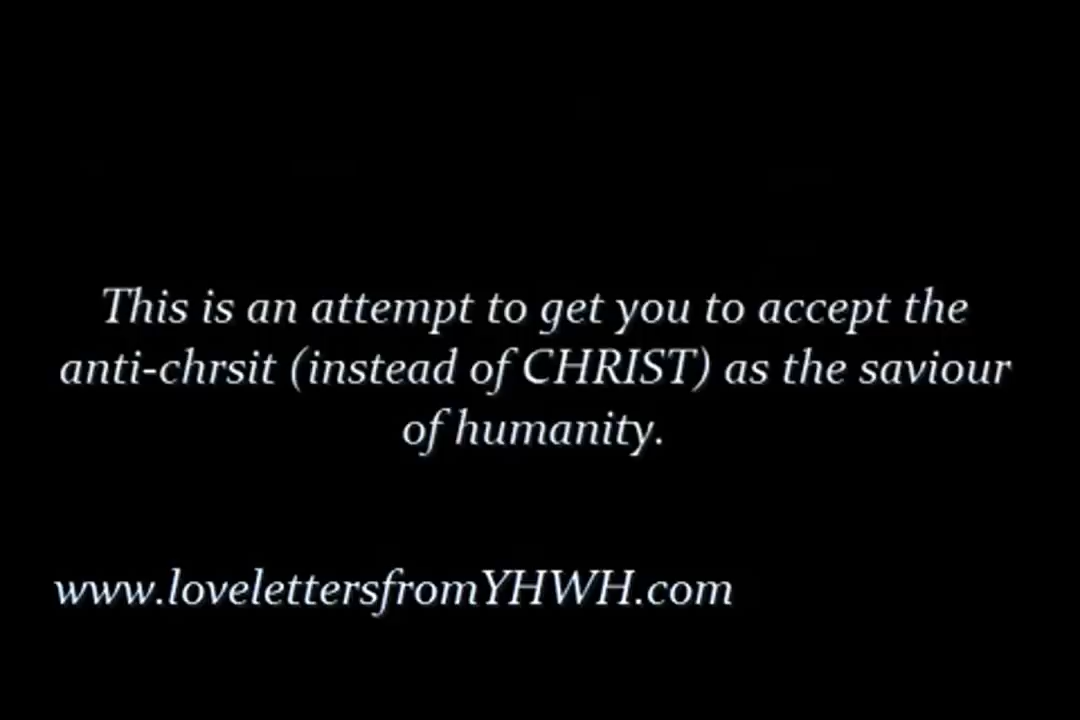 This is an attempt to get you to accept the
anti-chrsit (instead of CHRIST) as the saviour
of humanity.
www.lovelettersfromYHWH.com